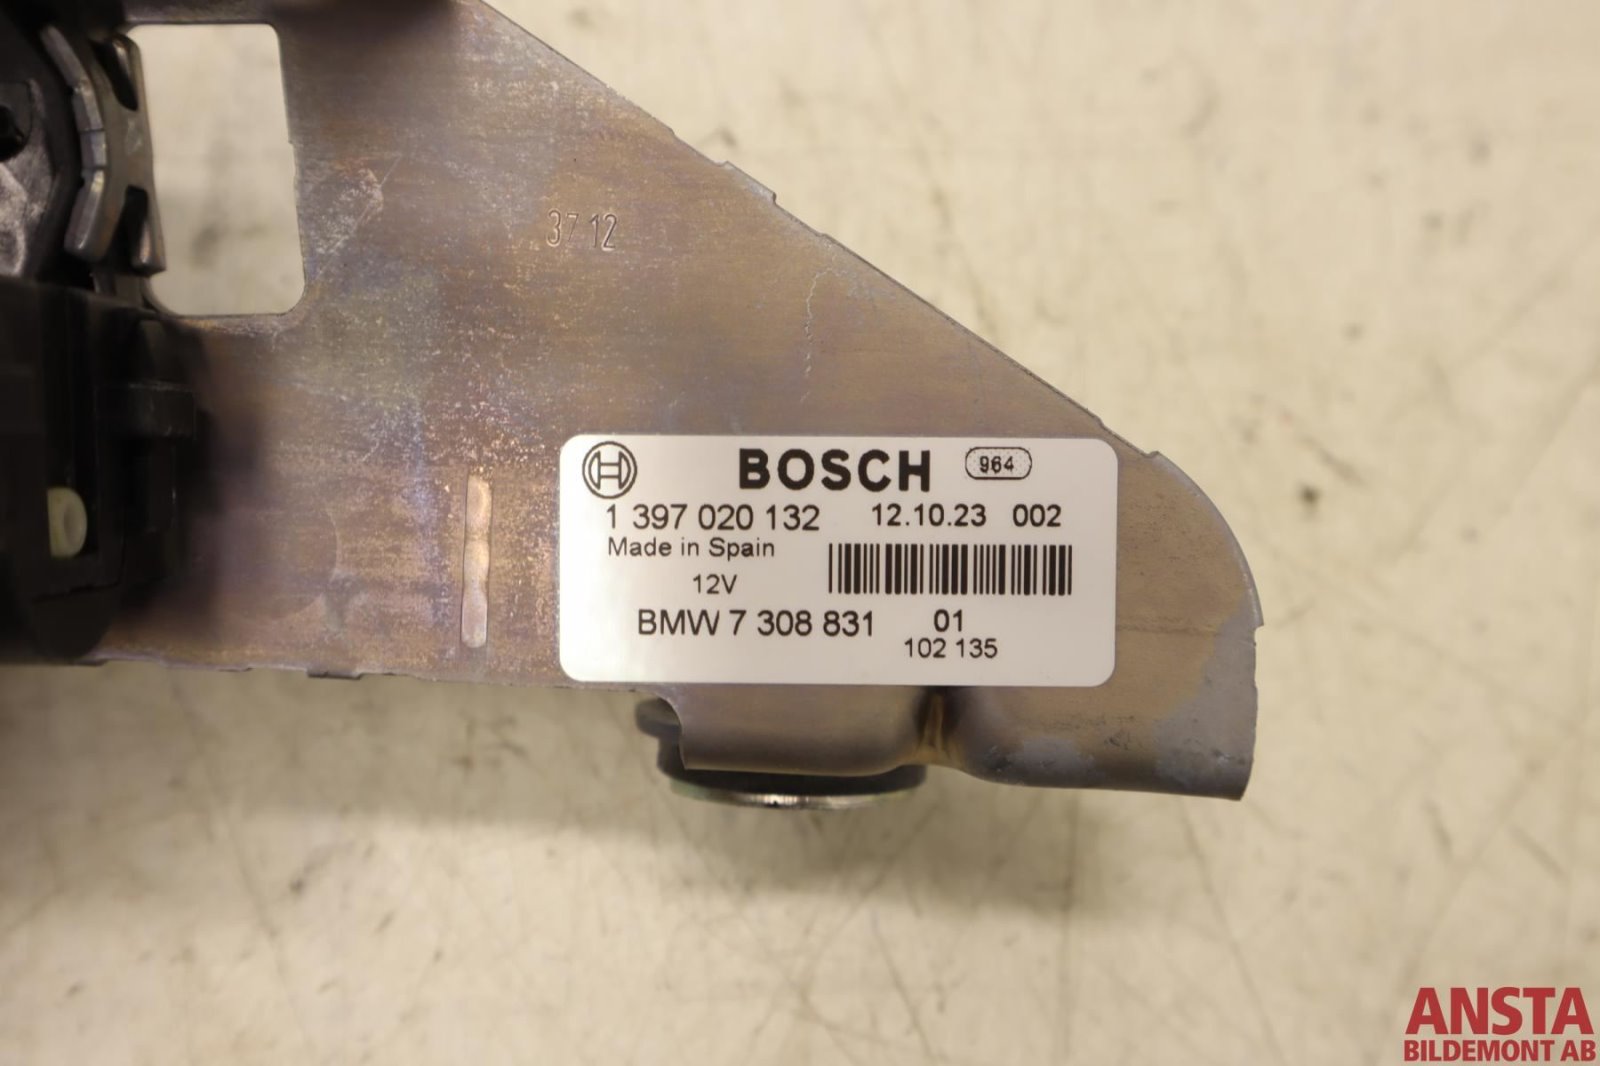 3712
BOSCH 964
1 397 020 132 12.10.23 002
Made in Spain
12V
BMW 7 308 831 01
102 135
ANSTA
BILDEMONT AB